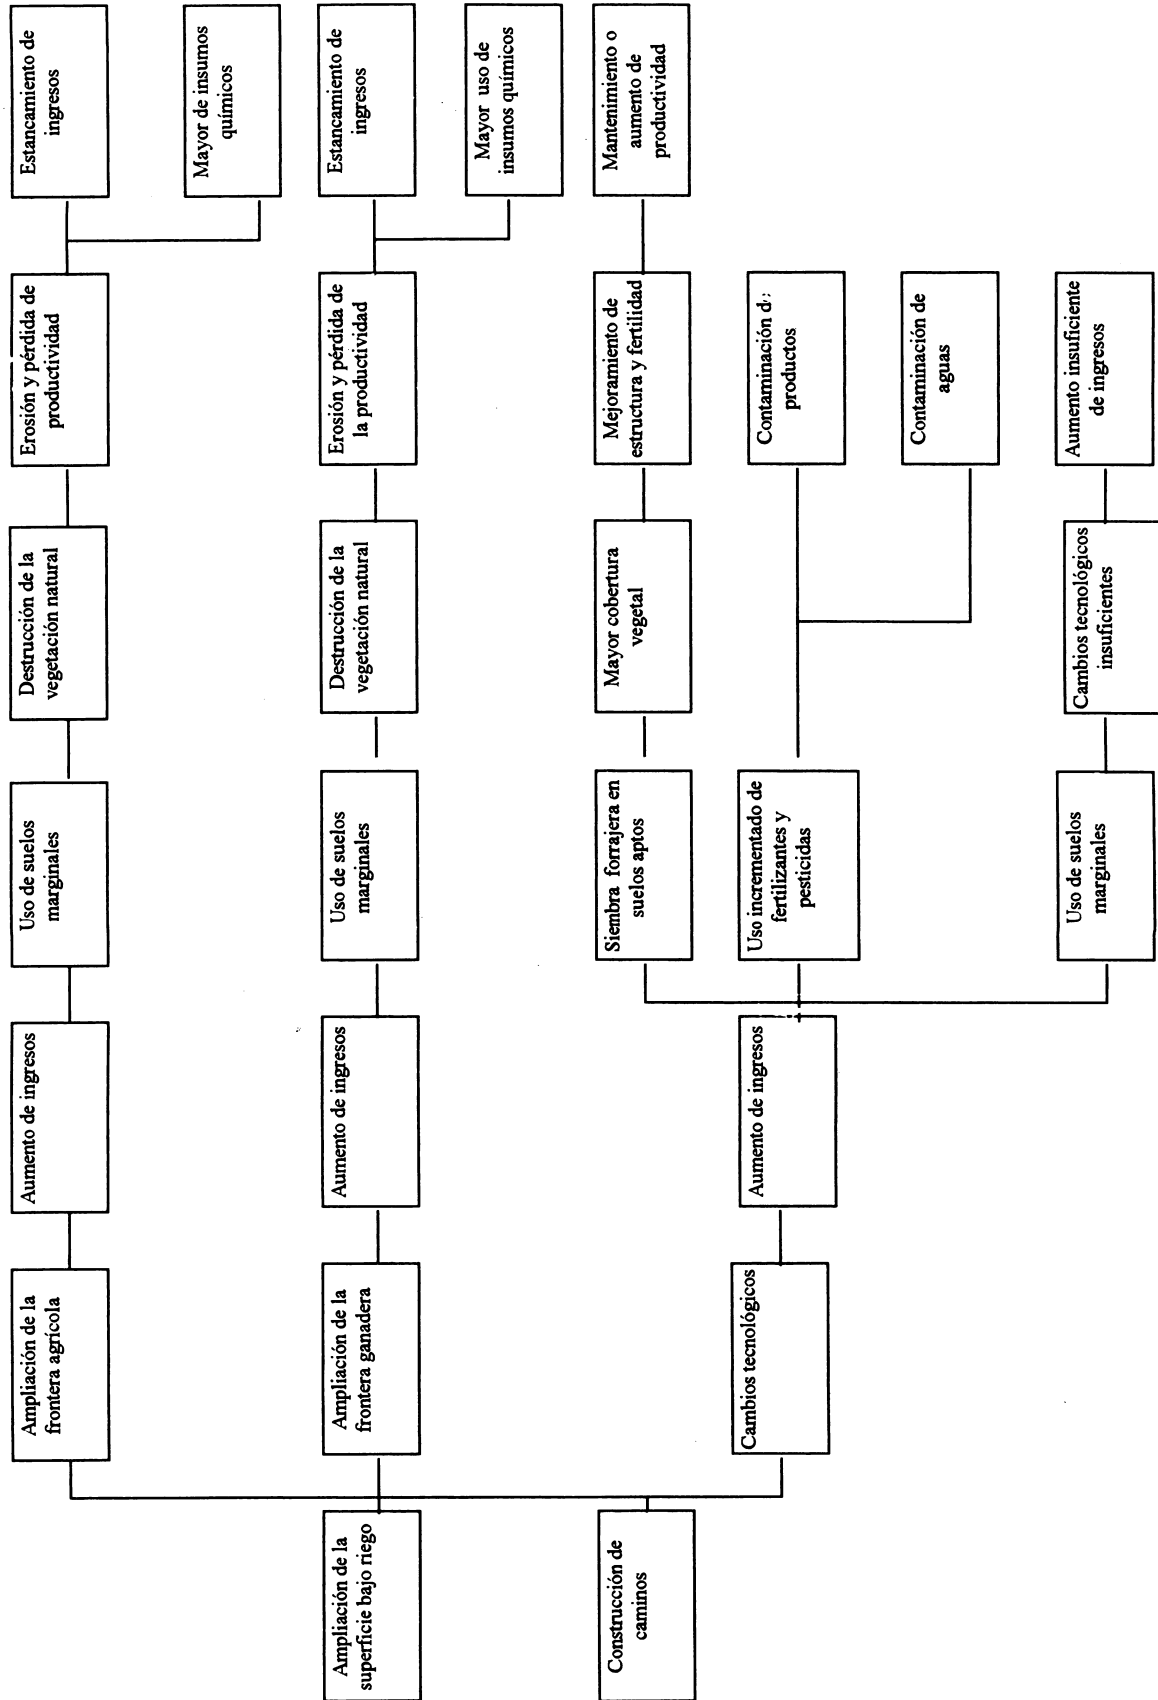 Ampliación de la
frontera agrícola
Aumento de ingresos
Uso de suelos
marginales
Destrucción de la
vegetación natural
Erosión y pérdida de
productividad
Estancamiento de
ingresos
Mayor de insumos
químicos
Ampliación de la
superficie bajo riego
Ampliación de la
frontera ganadera
Aumento de ingresos
Uso de suelos
marginales
Destrucción de la
vegetación natural
Erosión y pérdida de
la productividad
Estancamiento de
ingresos
Mayor uso de
insumos químicos
Construcción de
caminos
Siembra forrajera en
suelos aptos
Mayor cobertura
vegetal
Mejoramiento de
estructura y fertilidad
Mantenimiento o
aumento de
productividad
Cambios tecnológicos
Aumento de ingresos
Uso incrementado de
fertilizantes y
pesticidas
Contaminación
productos
Contaminación de
aguas
Uso de suelos
marginales
Cambios tecnológicos
insuficientes
Aumento insuficiente
de ingresos